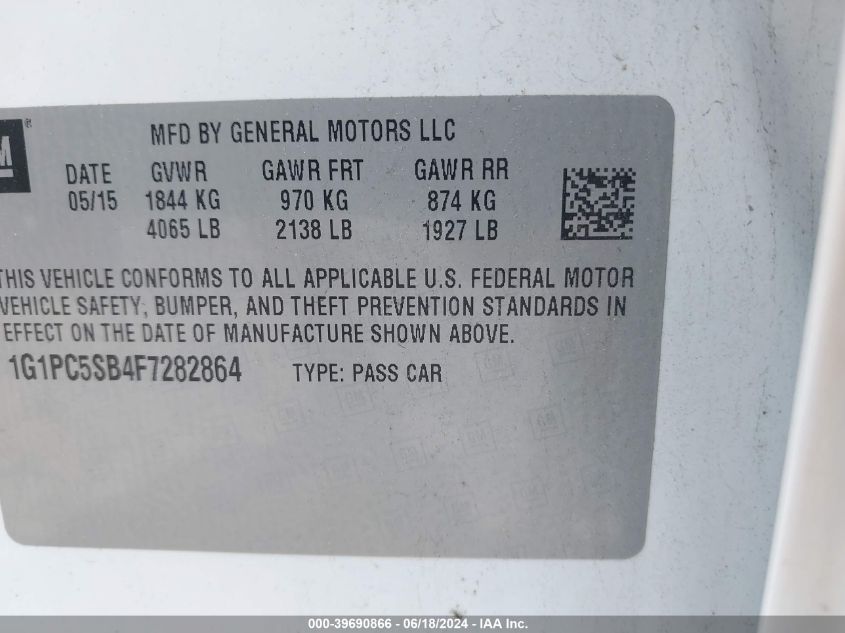 GM ®
MFD BY GENERAL MOTORS LLC
DATE GVWR GAWR FRT GAWR RR
05/15 1844 KG 970 KG 874 KG
4065 LB 2138 LB 1927 LB
THIS VEHICLE CONFORMS TO ALL APPLICABLE U.S. FEDERAL MOTOR
VEHICLE SAFETY, BUMPER, AND THEFT PREVENTION STANDARDS IN
EFFECT ON THE DATE OF MANUFACTURE SHOWN ABOVE.
1G1PC5SB4F7282864 TYPE: PASS CAR
000-39690866 - 06/18/2024 - IAA Inc.